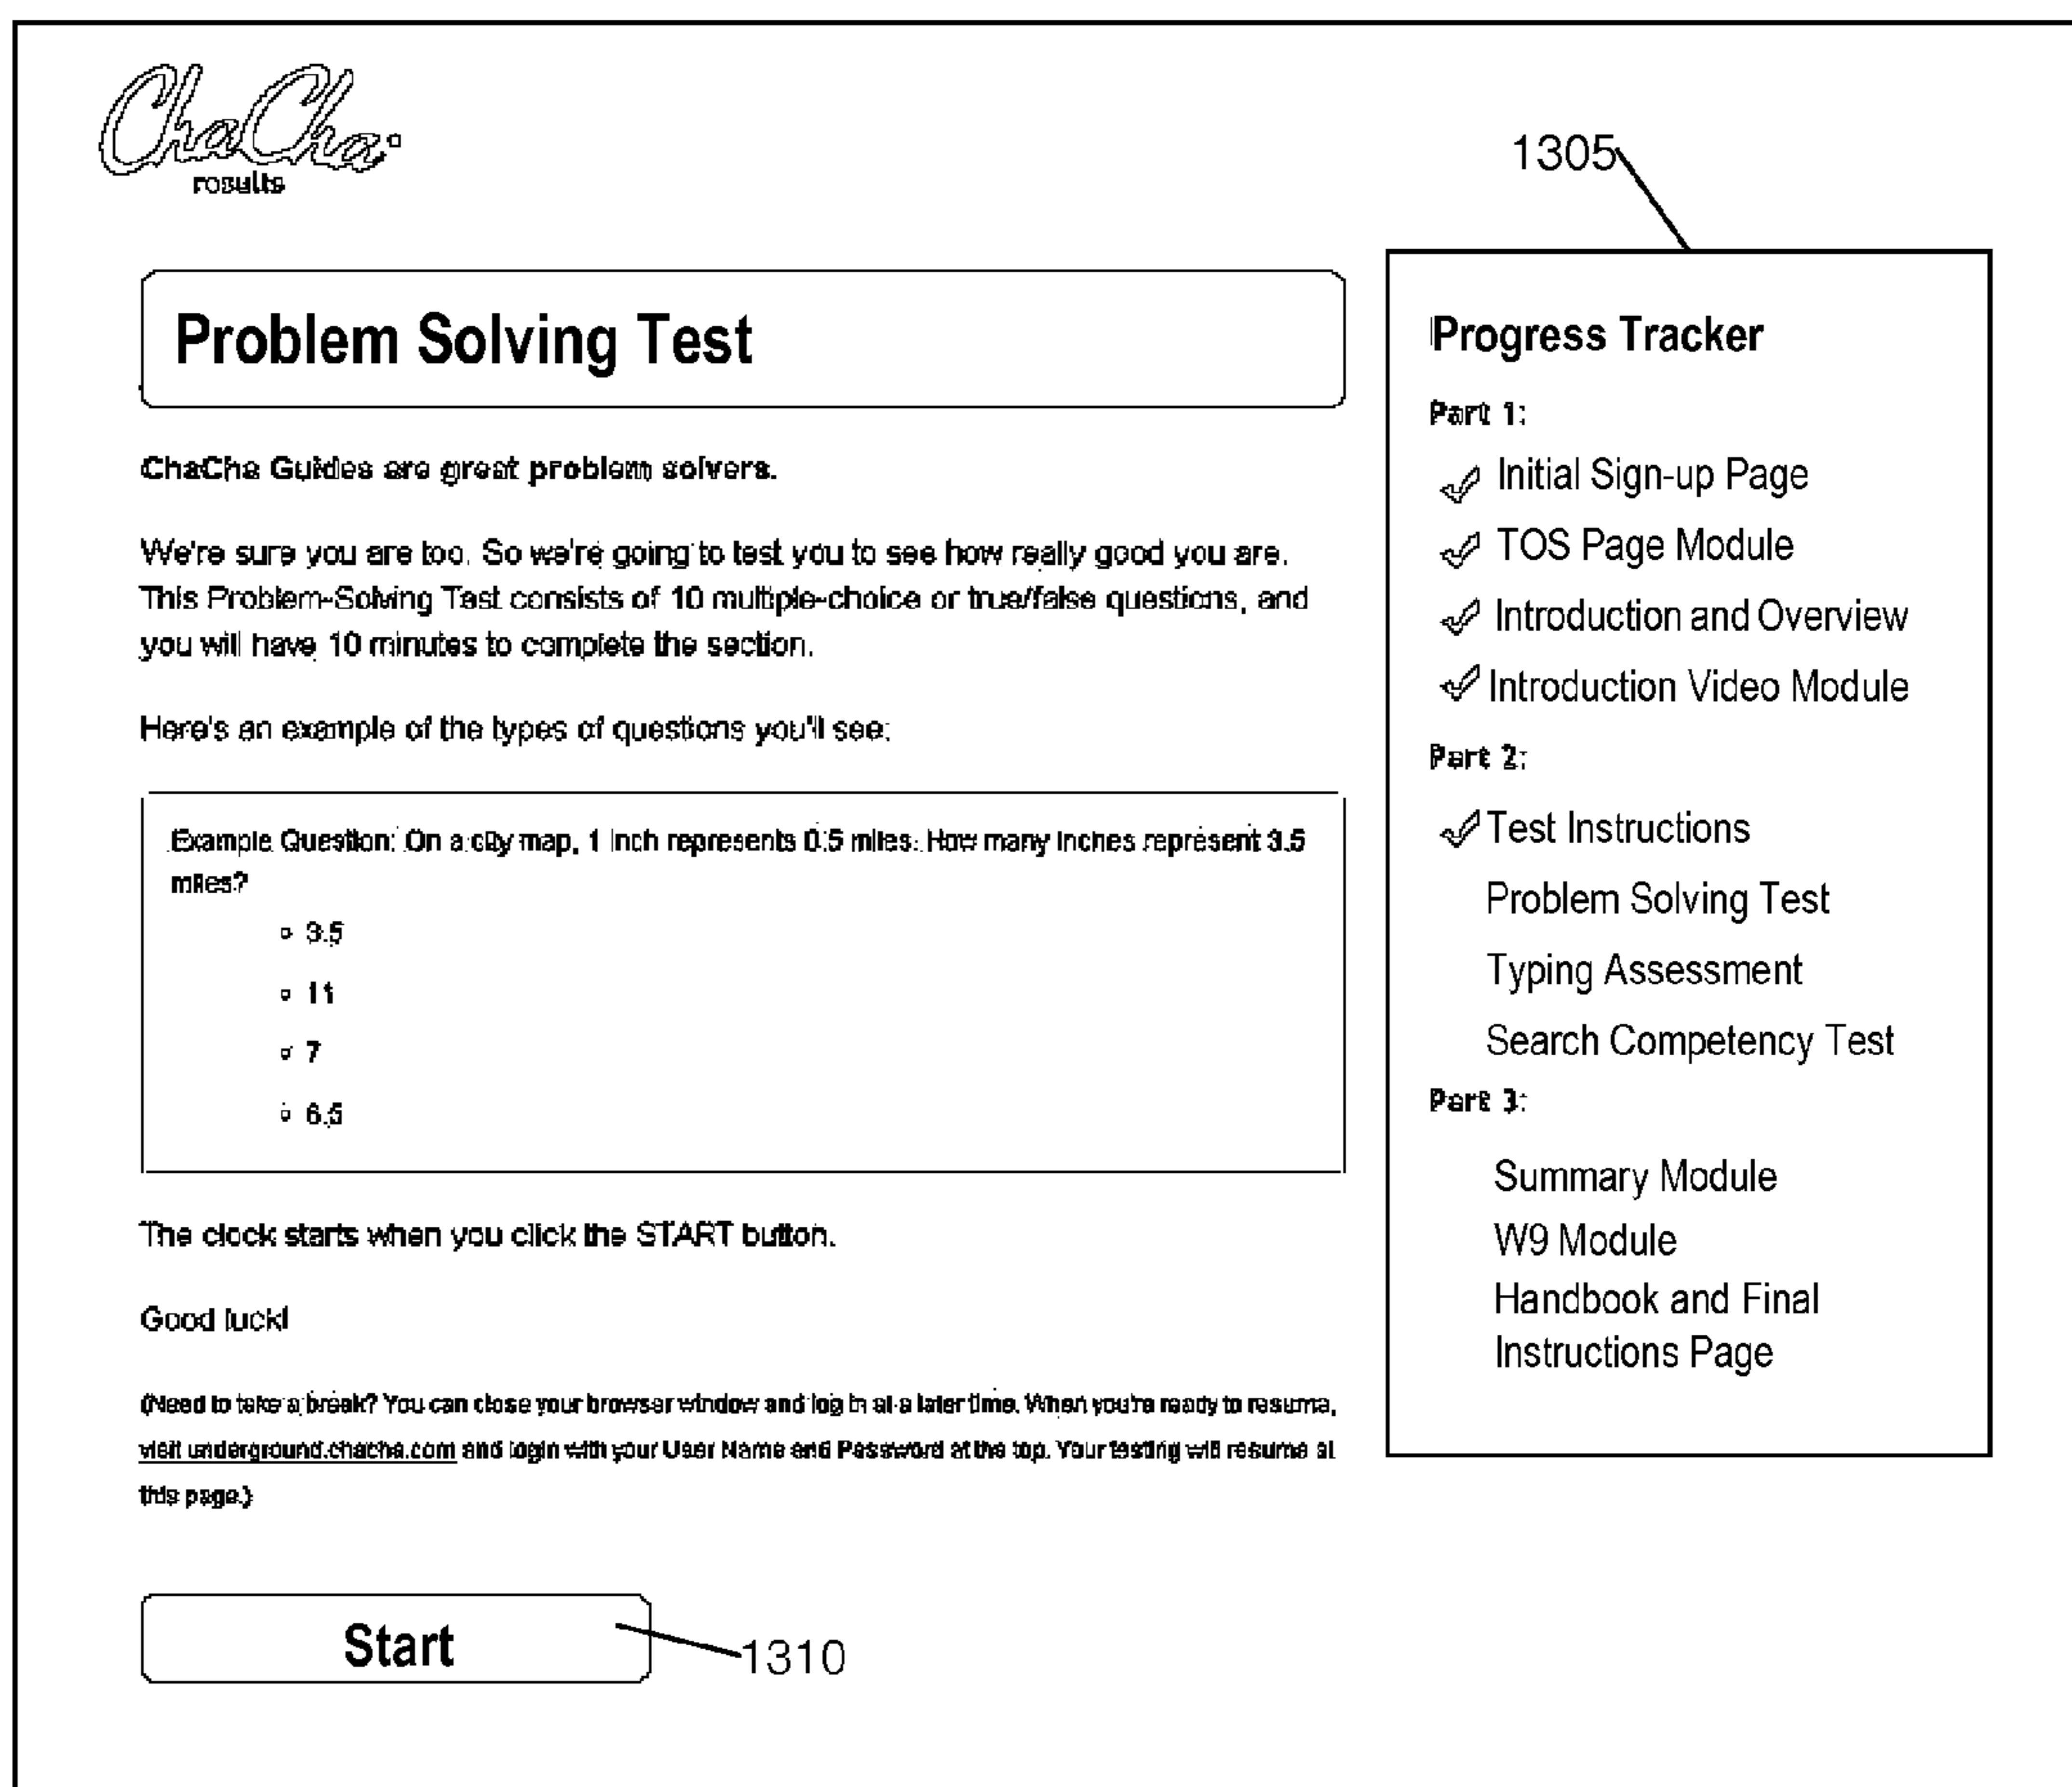 ChaCha
results
1305
Problem Solving Test
ChaCha Guides are great problem solvers.
We're sure you are too. So we're going to test you to see how really good you are.
This Problem-Solving Test consists of 10 multiple-choice or true/false questions, and
you will have 10 minutes to complete the section.
Here's an example of the types of questions you'll see:
Example Question: On a city map, 1 inch represents 0.5 miles. How many inches represent 3.5
miles?
3.5
11
7
6.5
The clock starts when you click the START button.
Good luck!
(Need to take a break? You can close your browser window and log in at a later time. When you're ready to resume,
visit underground.chacha.com and login with your User Name and Password at the top. Your testing will resume at
this page.)
Start
1310
Progress Tracker
Part 1:
Initial Sign-up Page
TOS Page Module
Introduction and Overview
Introduction Video Module
Part 2:
Test Instructions
Problem Solving Test
Typing Assessment
Search Competency Test
Part 3:
Summary Module
W9 Module
Handbook and Final
Instructions Page